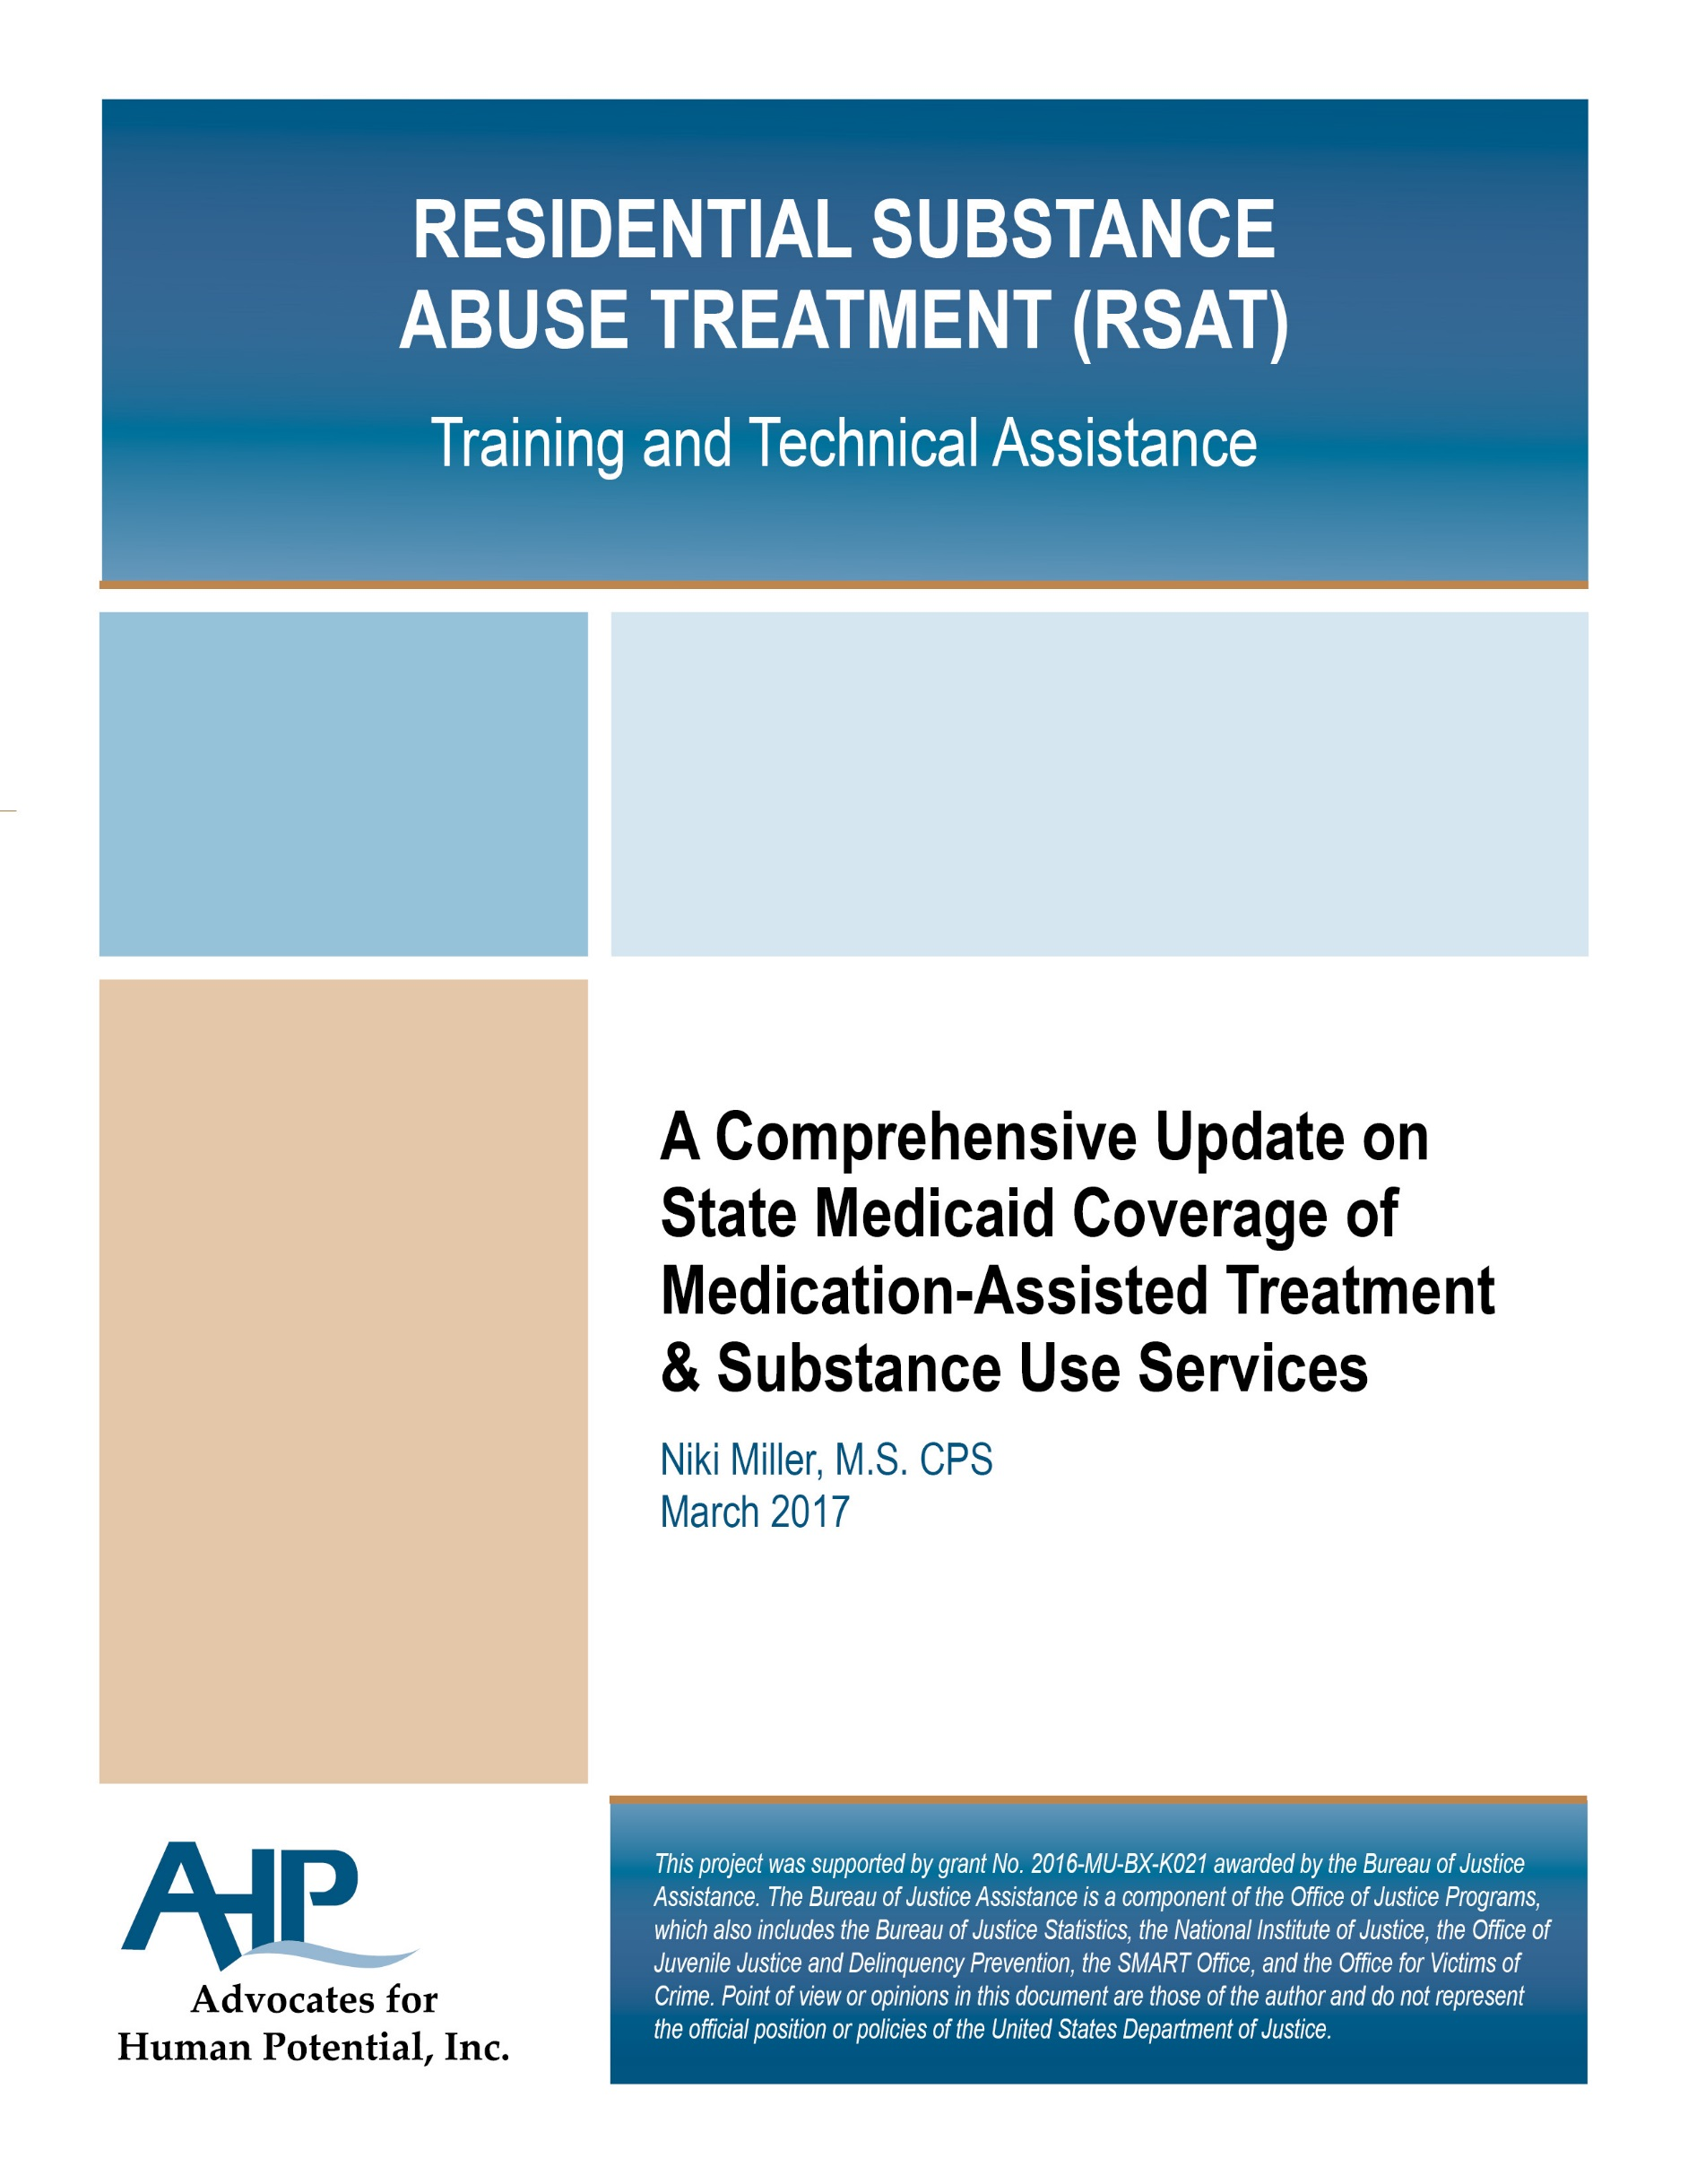 RESIDENTIAL SUBSTANCE
ABUSE TREATMENT (RSAT)
Training and Technical Assistance
A Comprehensive Update on
State Medicaid Coverage of
Medication-Assisted Treatment
& Substance Use Services
Niki Miller, M.S. CPS
March 2017
AHP
Advocates for
Human Potential, Inc.
This project was supported by grant No. 2016-MU-BX-K021 awarded by the Bureau of Justice
Assistance. The Bureau of Justice Assistance is a component of the Office of Justice Programs,
which also includes the Bureau of Justice Statistics, the National Institute of Justice, the Office of
Juvenile Justice and Delinquency Prevention, the SMART Office, and the Office for Victims of
Crime. Point of view or opinions in this document are those of the author and do not represent
the official position or policies of the United States Department of Justice.